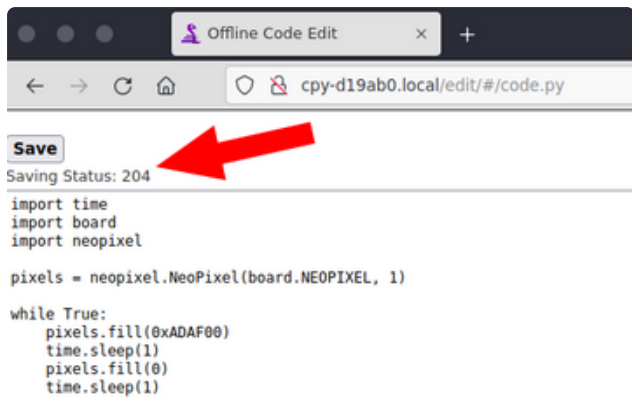 Offline Code Edit
cpy-d19ab0.local/edit/#/code.py
Save
Saving Status: 204
import time
import board
import neopixel
pixels = neopixel.NeoPixel(board.NEOPIXEL, 1)
while True:
    pixels.fill(0xADAF00)
    time.sleep(1)
    pixels.fill(0)
    time.sleep(1)